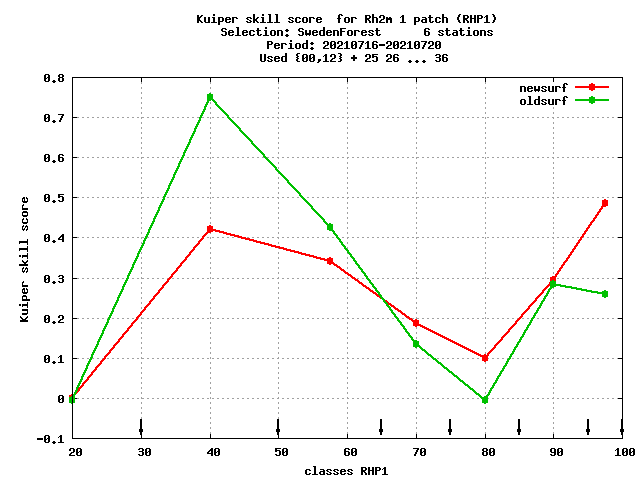 Kuiper skill score  for Rh2m 1 patch (RHP1)
Selection: SwedenForest      6 stations
Period: 20210716-20210720
Used {00,12} + 25 26 ... 36
newsurf
oldsurf
0.8
0.7
0.6
0.5
0.4
0.3
0.2
0.1
0
-0.1
Kuiper skill score
20 30 40 50 60 70 80 90 100
classes RHP1